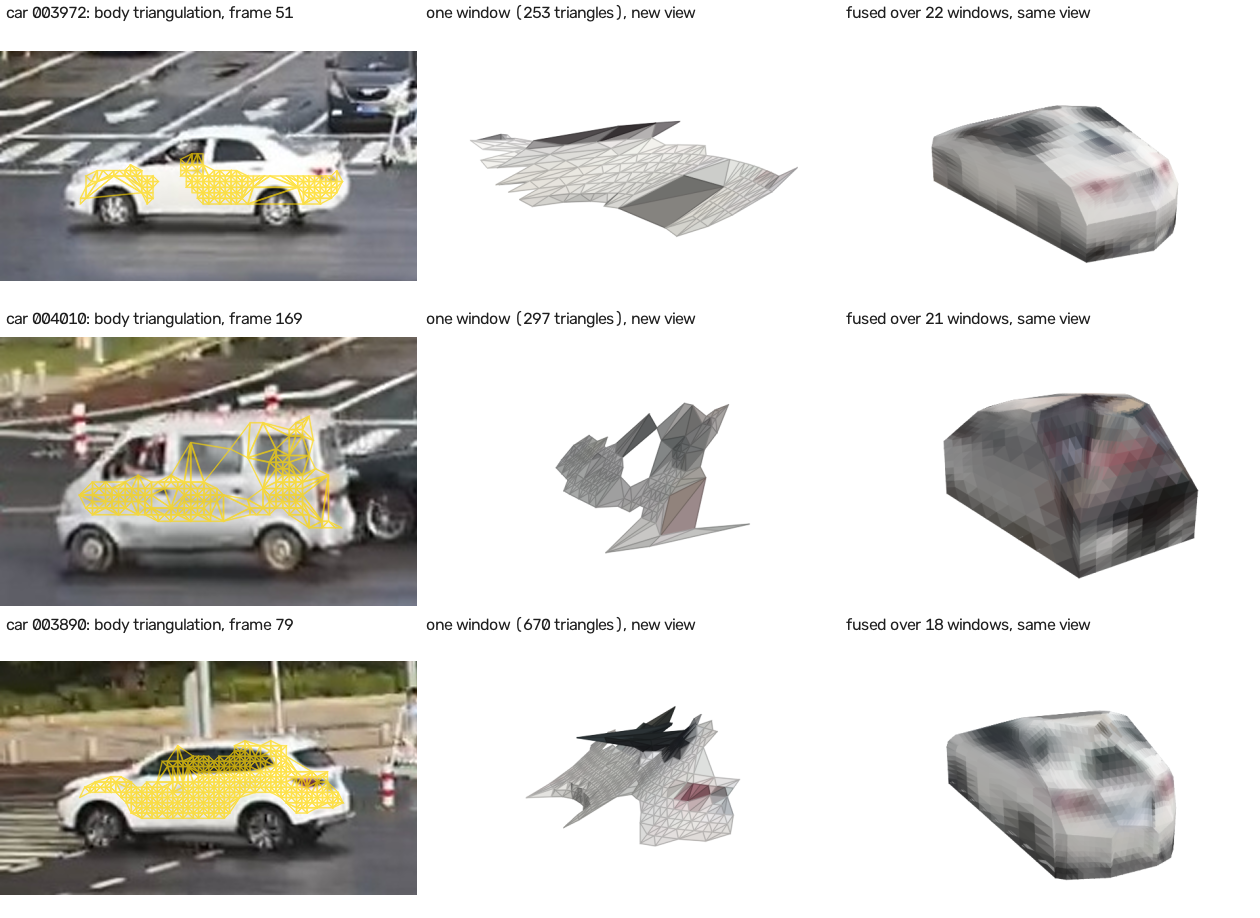 car 003972: body triangulation, frame 51
one window (253 triangles), new view
fused over 22 windows, same view
car 004010: body triangulation, frame 169
one window (297 triangles), new view
fused over 21 windows, same view
car 003890: body triangulation, frame 79
one window (670 triangles), new view
fused over 18 windows, same view